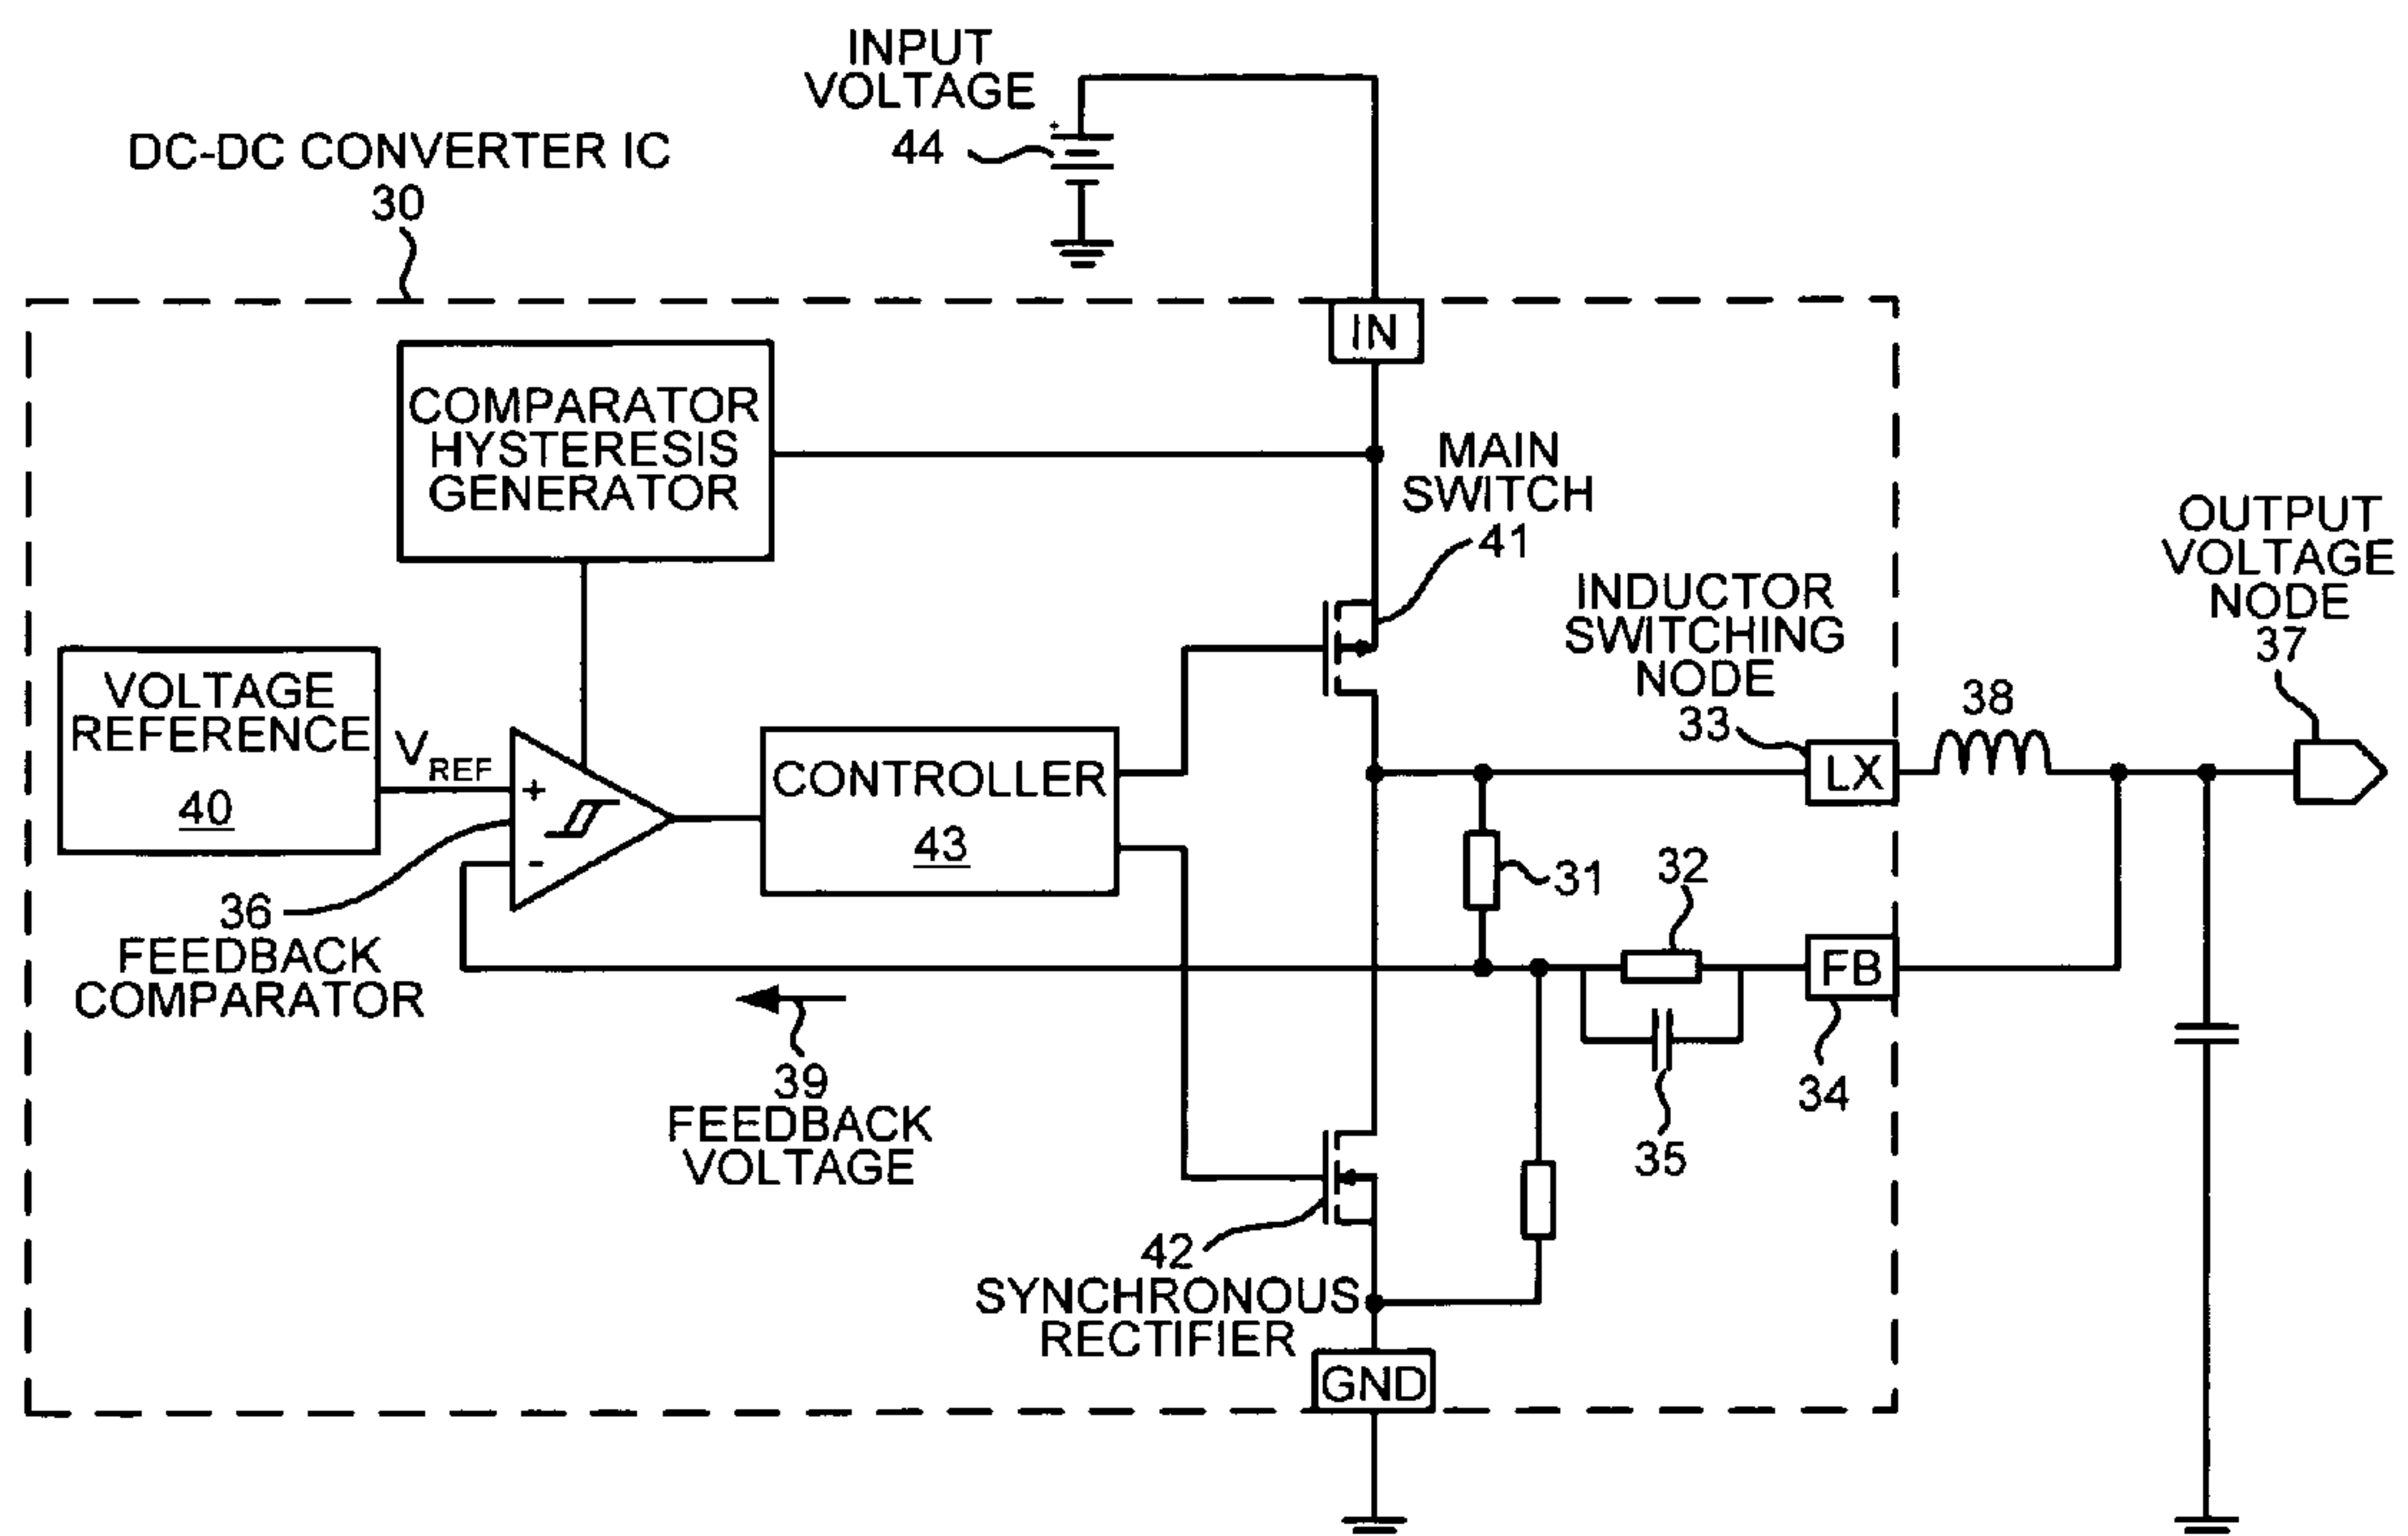 INPUT
VOLTAGE
44
+
DC-DC CONVERTER IC
30
IN
COMPARATOR
HYSTERESIS
GENERATOR
MAIN
SWITCH
41
OUTPUT
VOLTAGE
NODE
37
INDUCTOR
SWITCHING
NODE
33
38
VOLTAGE
REFERENCE
40
VREF
+
-
CONTROLLER
43
LX
31
32
36
FEEDBACK
COMPARATOR
FB
34
35
39
FEEDBACK
VOLTAGE
42
SYNCHRONOUS
RECTIFIER
GND